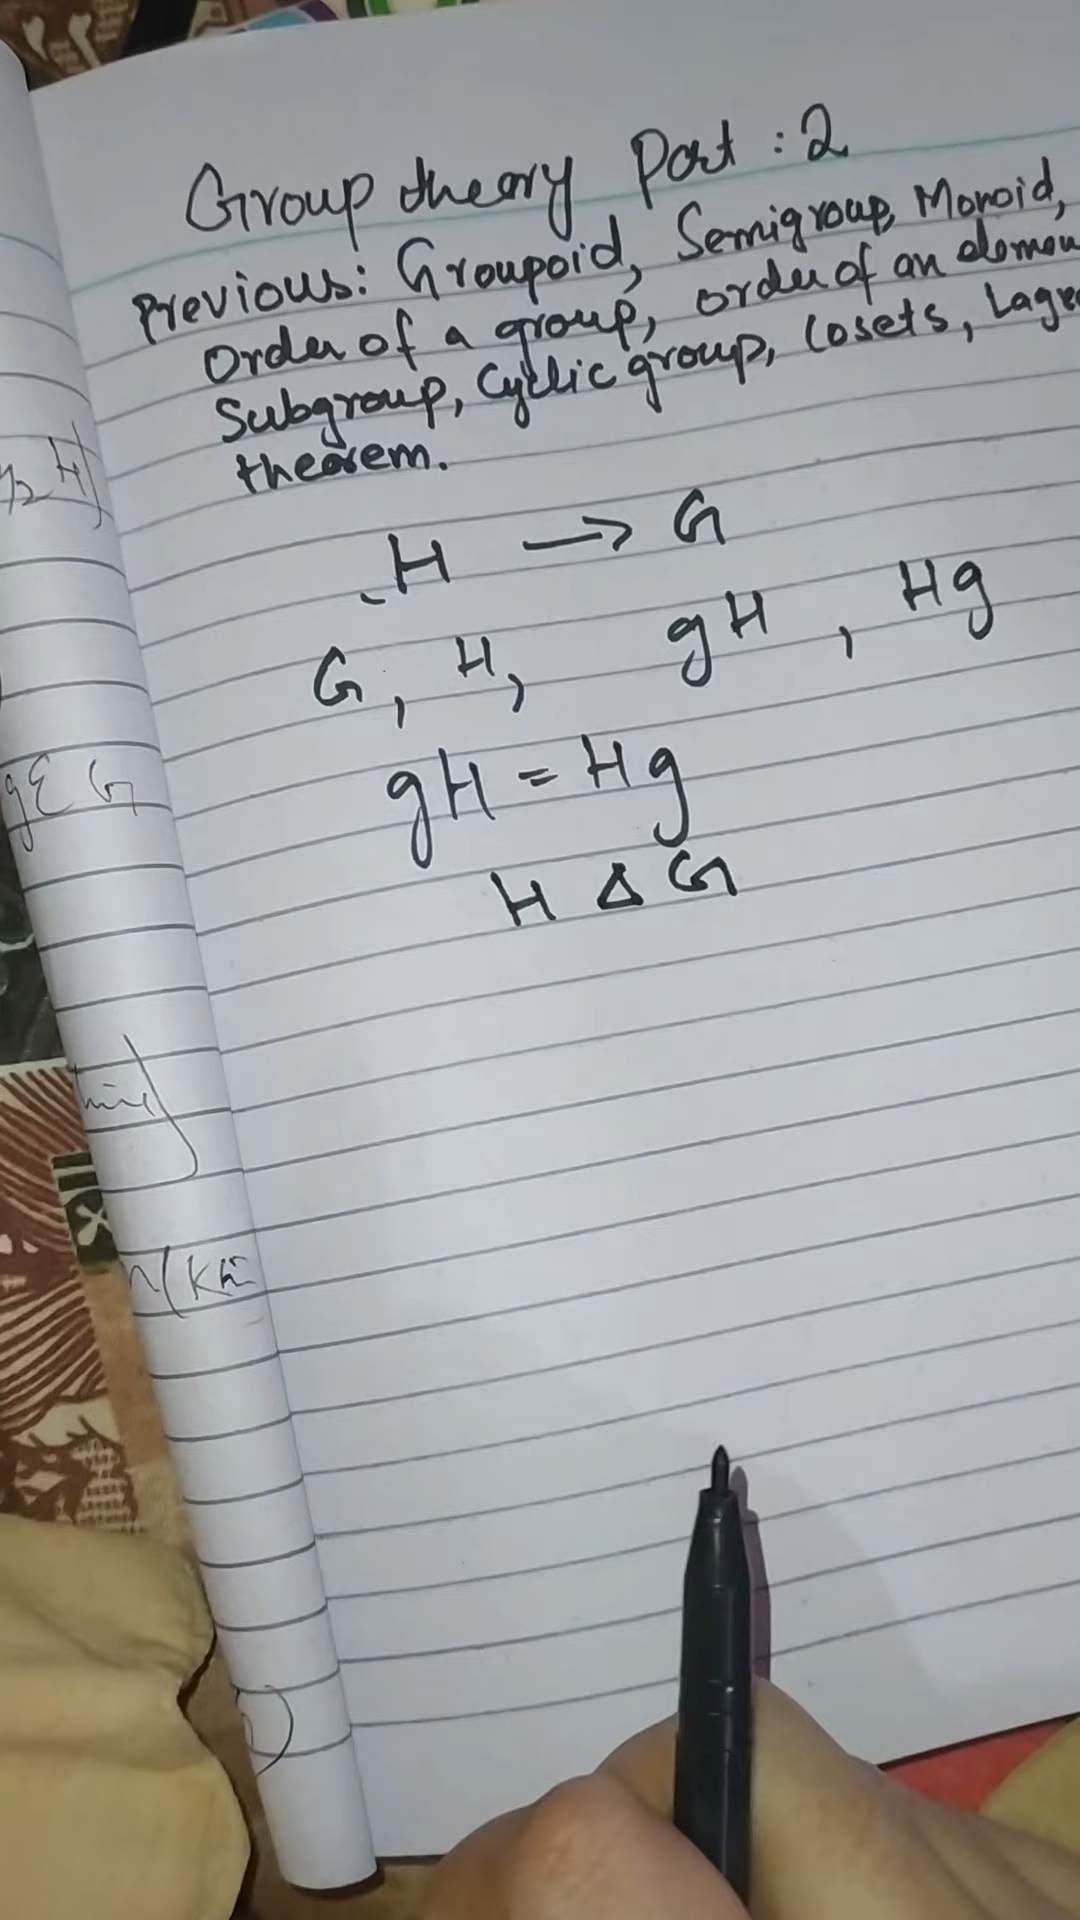 Group theory Part : 2
Previous: Groupoid, Semigroup, Monoid,
Order of a group, order of an
Subgroup, Cyclic group, Cosets,
theorem.
H → G
G, H, gH, Hg
gH = Hg
H Δ G
g ∈ G